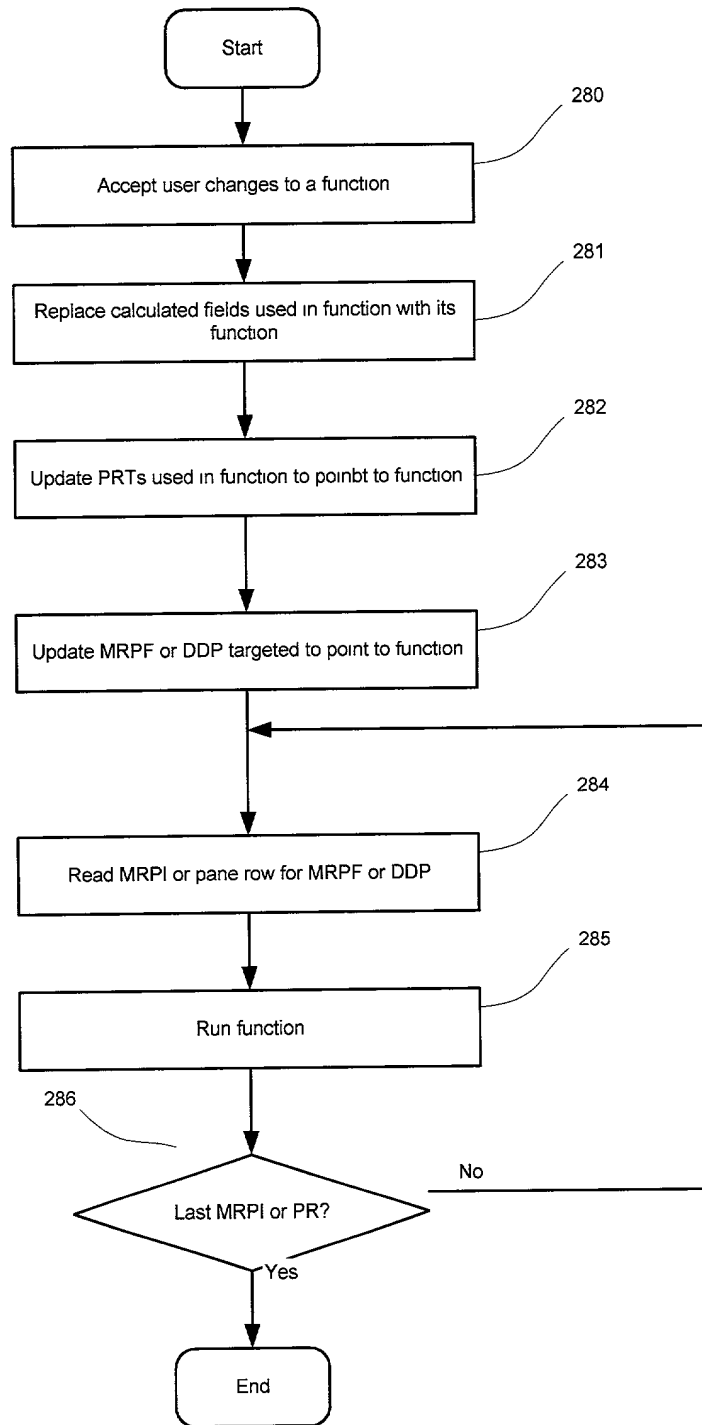 Start
280
Accept user changes to a function
281
Replace calculated fields used in function with its
function
282
Update PRTs used in function to poinbt to function
283
Update MRPF or DDP targeted to point to function
284
Read MRPI or pane row for MRPF or DDP
285
Run function
286
No
Last MRPI or PR?
Yes
End